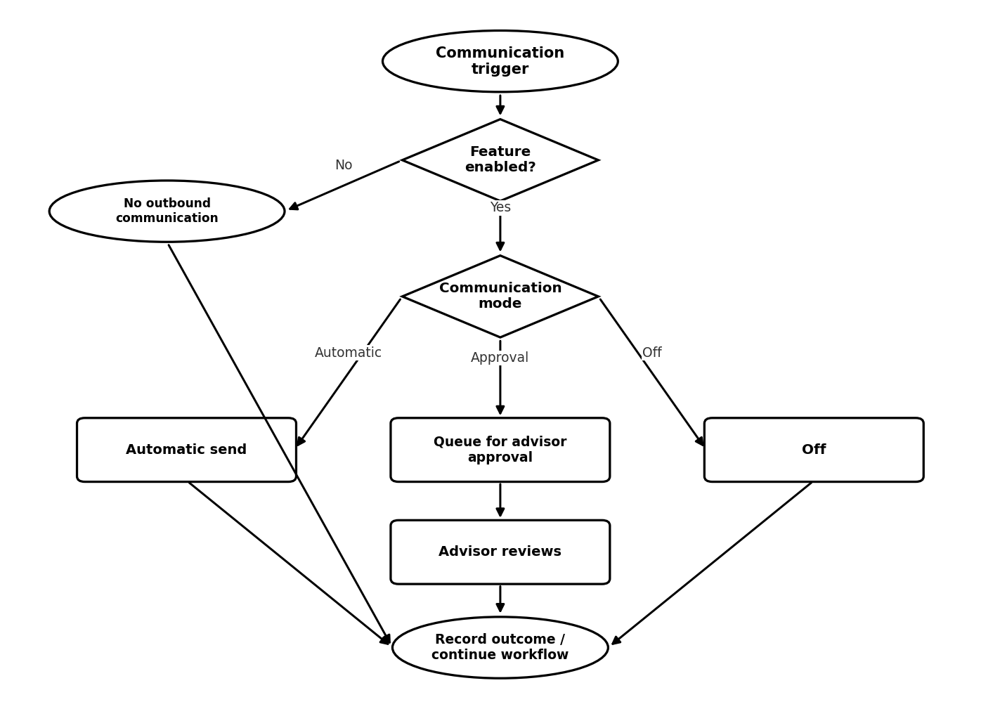 Communication
trigger
Feature
enabled?
No
No outbound
communication
Yes
Communication
mode
Automatic
Approval
Off
Automatic send
Queue for advisor
approval
Off
Advisor reviews
Record outcome /
continue workflow